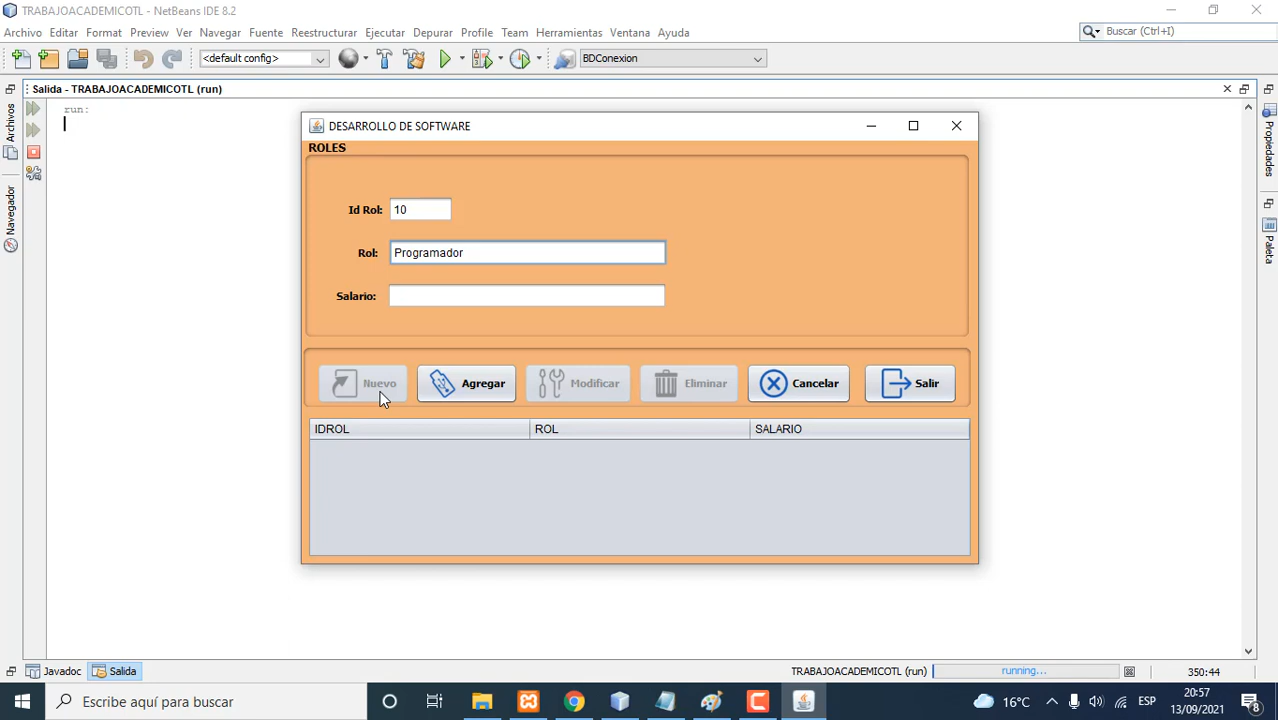 TRABAJOACADEMICOTL - NetBeans IDE 8.2
Archivo Editar Format Preview Ver Navegar Fuente Reestructurar Ejecutar Depurar Profile Team Herramientas Ventana Ayuda
Buscar (Ctrl+I)
<default config>
BDConexion
Salida - TRABAJOACADEMICOTL (run)
Archivos
Navegador
run:
DESARROLLO DE SOFTWARE
ROLES
Id Rol: 10
Rol: Programador
Salario:
Nuevo Agregar Modificar Eliminar Cancelar Salir
IDROL ROL SALARIO
Propiedades
Paleta
Javadoc Salida
TRABAJOACADEMICOTL (run) running... 350:44
Escribe aquí para buscar
16°C
ESP
20:57
13/09/2021
8